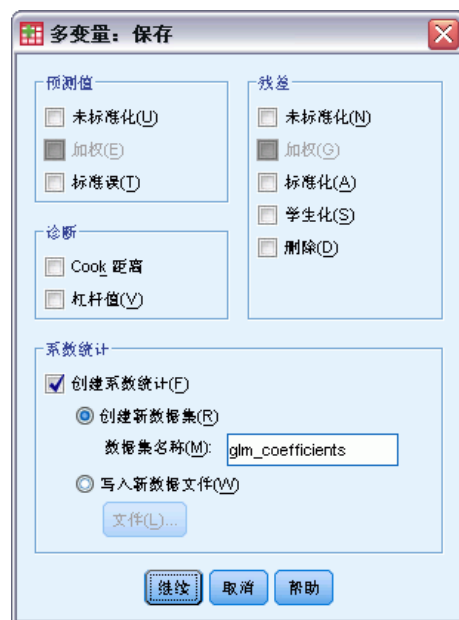 多变量：保存
预测值
未标准化(U)
加权(E)
标准误(T)
诊断
Cook 距离
杠杆值(V)
残差
未标准化(N)
加权(G)
标准化(A)
学生化(S)
删除(D)
系数统计
创建系数统计(F)
创建新数据集(R)
数据集名称(M): glm_coefficients
写入新数据文件(W)
文件(L)...
继续 取消 帮助